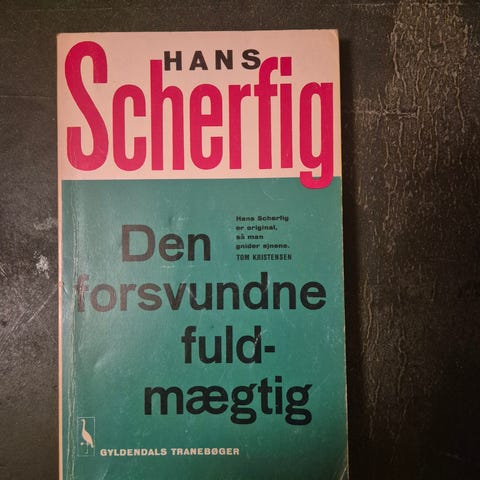 HANS
Scherfig
Hans Scherfig
er original,
så man
gnider øjnene.
TOM KRISTENSEN
Den
forsvundne
fuld-
mægtig
GYLDENDALS TRANEBØGER